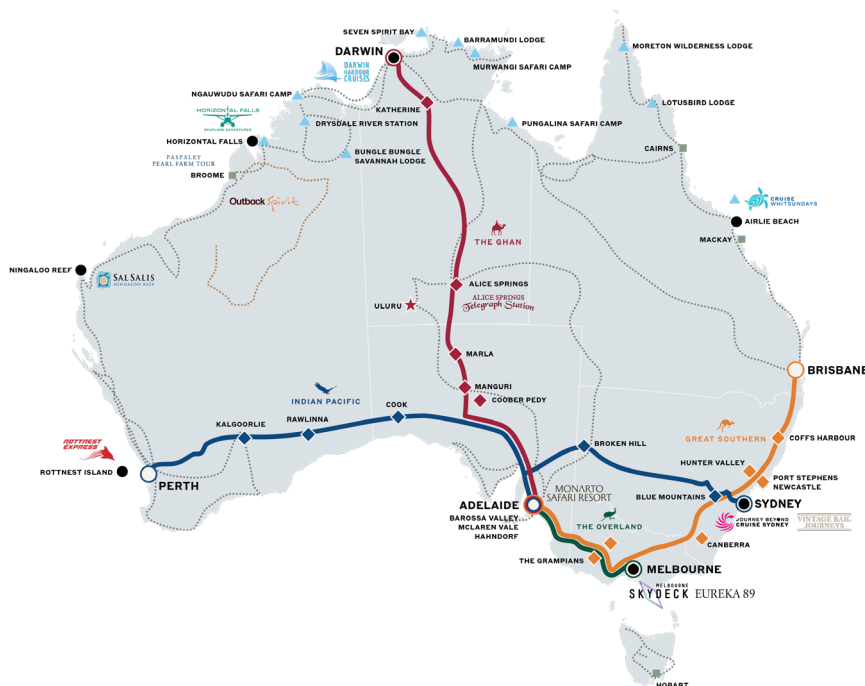 SEVEN SPIRIT BAY
BARRAMUNDI LODGE
MORETON WILDERNESS LODGE
DARWIN
MURWANGI SAFARI CAMP
DARWIN
HARBOUR
CRUISES
NGAUWUDU SAFARI CAMP
KATHERINE
LOTUSBIRD LODGE
HORIZONTAL FALLS
SEAPLANE ADVENTURES
DRYSDALE RIVER STATION
PUNGALINA SAFARI CAMP
HORIZONTAL FALLS
CAIRNS
PASPALEY
PEARL FARM TOUR
BUNGLE BUNGLE
SAVANNAH LODGE
BROOME
Outback Spirit
CRUISE
WHITSUNDAYS
AIRLIE BEACH
MACKAY
THE GHAN
NINGALOO REEF
SAL SALIS
NINGALOO REEF
ALICE SPRINGS
ULURU
ALICE SPRINGS
Telegraph Station
MARLA
BRISBANE
MANGURI
COOBER PEDY
INDIAN PACIFIC
COOK
KALGOORLIE
RAWLINNA
GREAT SOUTHERN
COFFS HARBOUR
ROTTNEST
EXPRESS
BROKEN HILL
HUNTER VALLEY
ROTTNEST ISLAND
PERTH
PORT STEPHENS
NEWCASTLE
MONARTO
SAFARI RESORT
BLUE MOUNTAINS
SYDNEY
ADELAIDE
BAROSSA VALLEY
MCLAREN VALE
HAHNDORF
THE OVERLAND
JOURNEY BEYOND
CRUISE SYDNEY
VINTAGE RAIL
JOURNEYS
CANBERRA
THE GRAMPIANS
MELBOURNE
MELBOURNE
SKYDECK EUREKA 89
HOBART